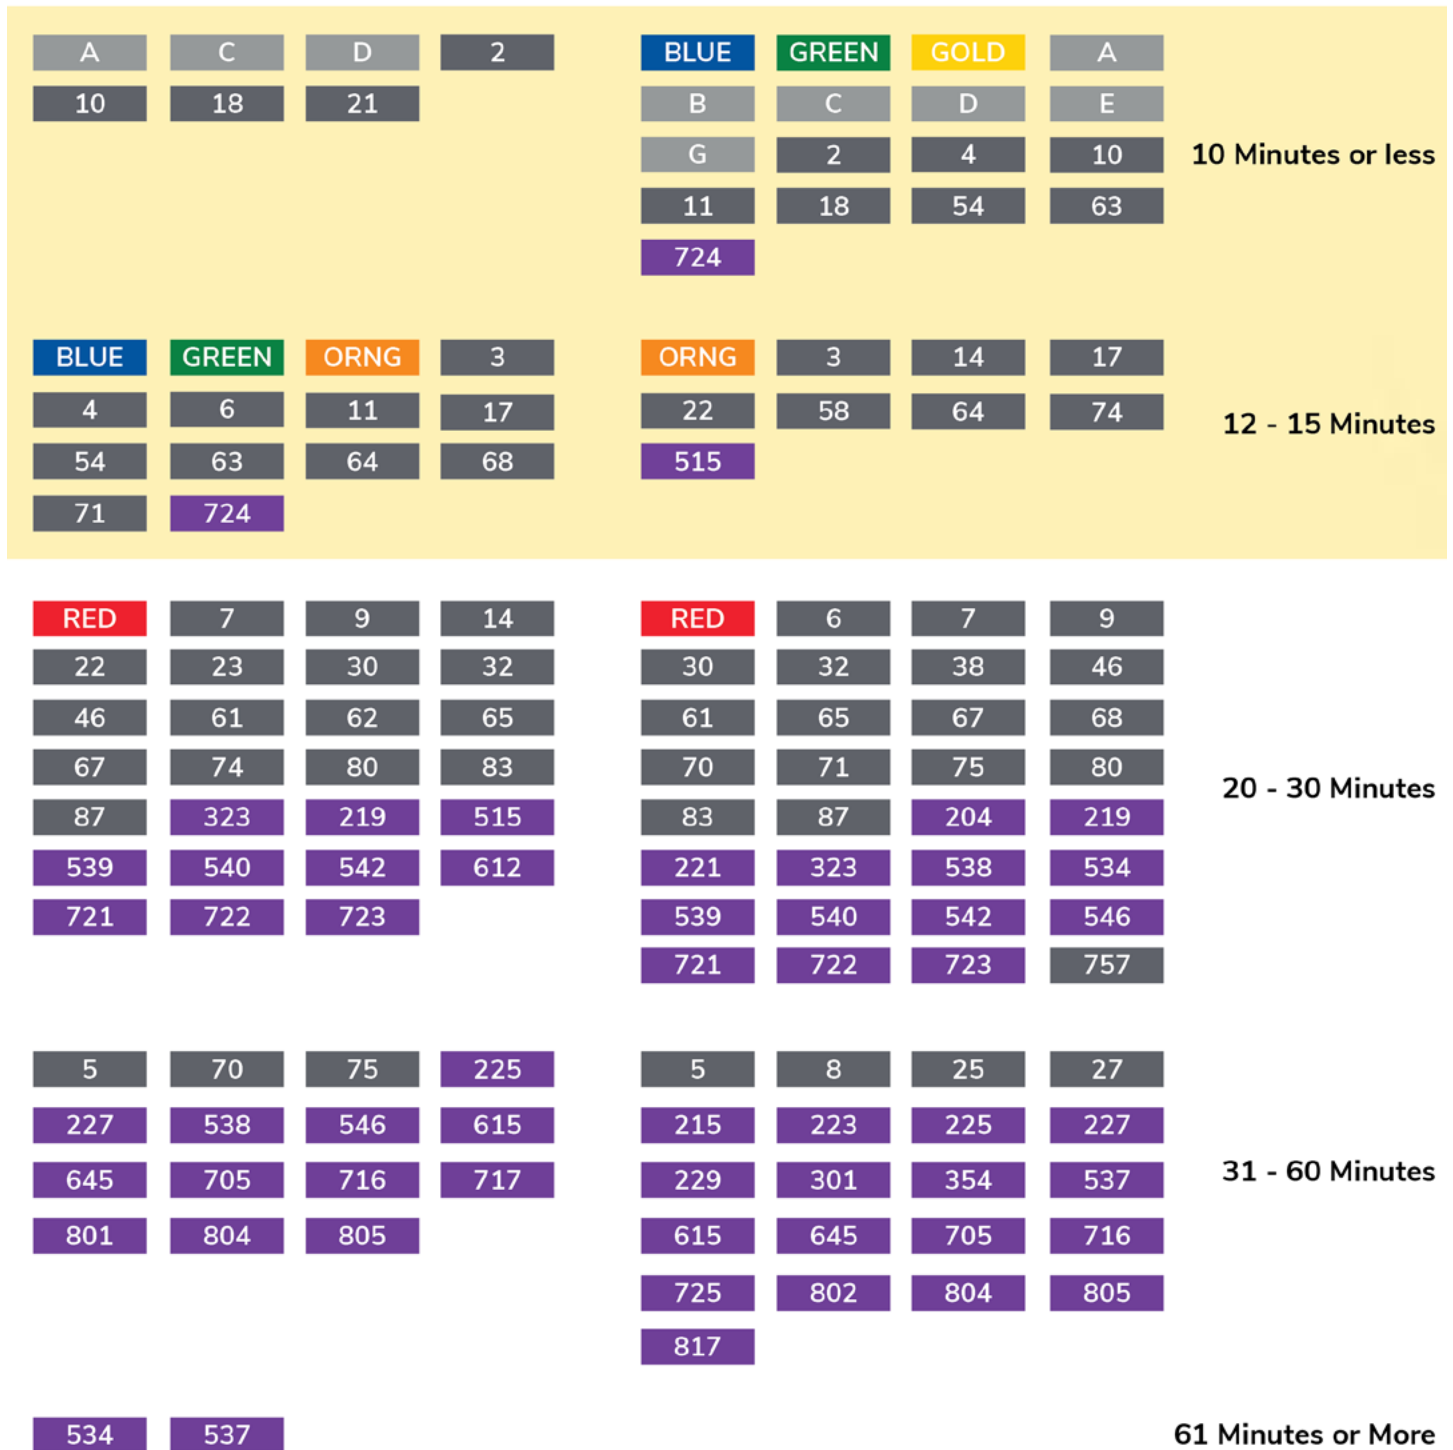 A C D 2
10 18 21
BLUE GREEN GOLD A
B C D E
G 2 4 10
11 18 54 63
724
10 Minutes or less
BLUE GREEN ORNG 3
4 6 11 17
54 63 64 68
71 724
ORNG 3 14 17
22 58 64 74
515
12 - 15 Minutes
RED 7 9 14
22 23 30 32
46 61 62 65
67 74 80 83
87 323 219 515
539 540 542 612
721 722 723
RED 6 7 9
30 32 38 46
61 65 67 68
70 71 75 80
83 87 204 219
221 323 538 534
539 540 542 546
721 722 723 757
20 - 30 Minutes
5 70 75 225
227 538 546 615
645 705 716 717
801 804 805
5 8 25 27
215 223 225 227
229 301 354 537
615 645 705 716
725 802 804 805
817
31 - 60 Minutes
534 537
61 Minutes or More